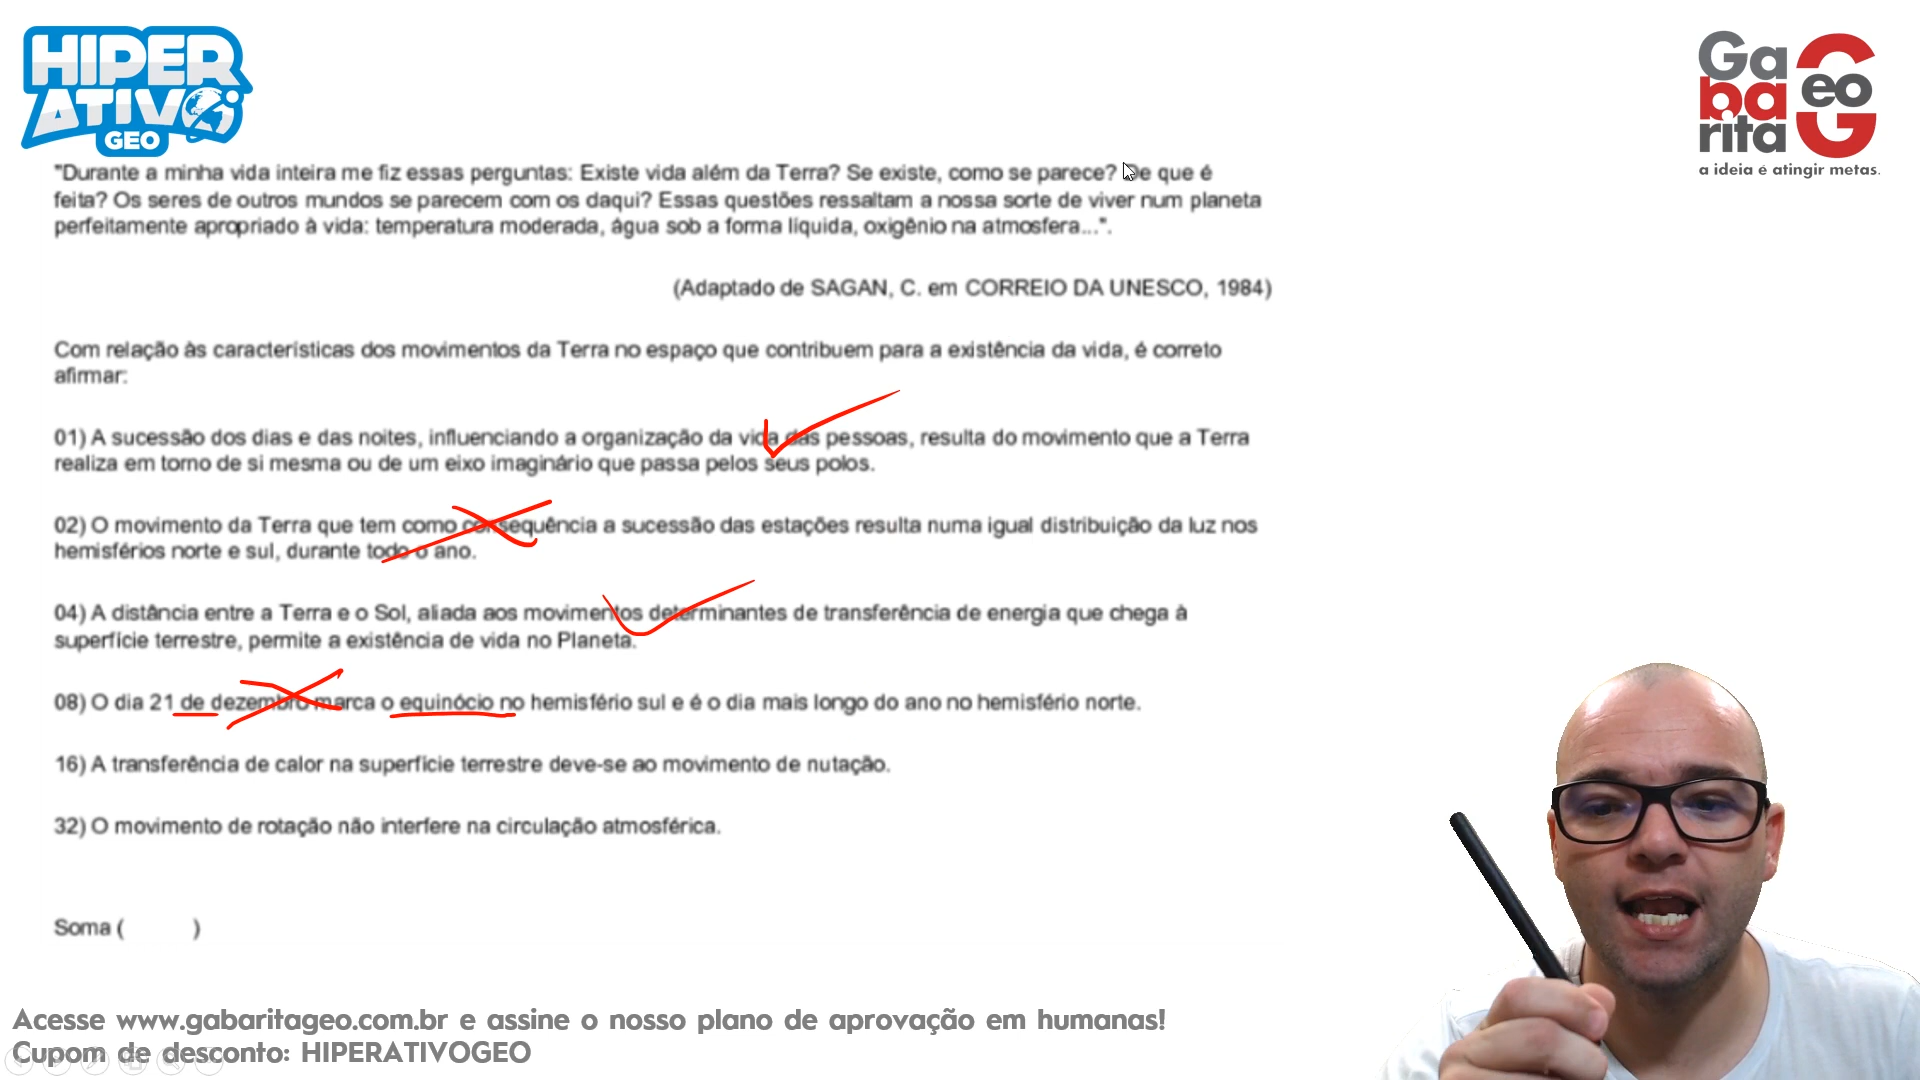 HIPER
ATIVO
GEO
Ga
ba
rita
Geo
a ideia é atingir metas.
"Durante a minha vida inteira me fiz essas perguntas: Existe vida além da Terra? Se existe, como se parece? De que é
feita? Os seres de outros mundos se parecem com os daqui? Essas questões ressaltam a nossa sorte de viver num planeta
perfeitamente apropriado à vida: temperatura moderada, água sob a forma líquida, oxigênio na atmosfera...".
(Adaptado de SAGAN, C. em CORREIO DA UNESCO, 1984)
Com relação às características dos movimentos da Terra no espaço que contribuem para a existência da vida, é correto
afirmar:
01) A sucessão dos dias e das noites, influenciando a organização da vida das pessoas, resulta do movimento que a Terra
realiza em torno de si mesma ou de um eixo imaginário que passa pelos seus polos.
02) O movimento da Terra que tem como consequência a sucessão das estações resulta numa igual distribuição da luz nos
hemisférios norte e sul, durante todo o ano.
04) A distância entre a Terra e o Sol, aliada aos movimentos determinantes de transferência de energia que chega à
superfície terrestre, permite a existência de vida no Planeta.
08) O dia 21 de dezembro marca o equinócio no hemisfério sul e é o dia mais longo do ano no hemisfério norte.
16) A transferência de calor na superfície terrestre deve-se ao movimento de nutação.
32) O movimento de rotação não interfere na circulação atmosférica.
Soma ( )
Acesse www.gabaritageo.com.br e assine o nosso plano de aprovação em humanas!
Cupom de desconto: HIPERATIVOGEO